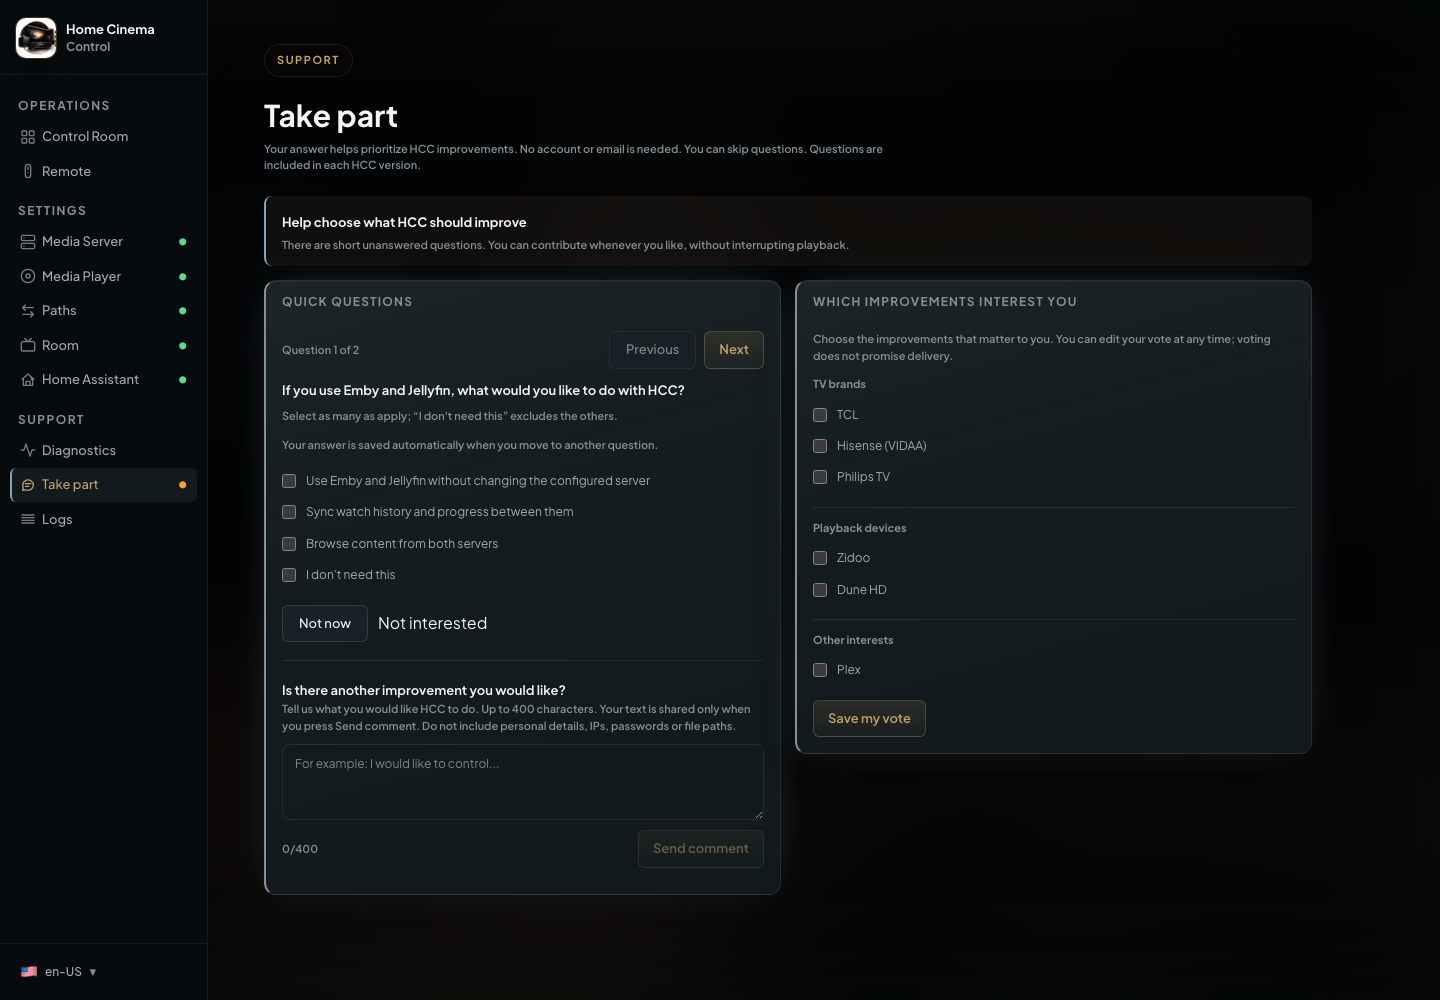 Home Cinema
Control
OPERATIONS
Control Room
Remote
SETTINGS
Media Server
Media Player
Paths
Room
Home Assistant
SUPPORT
Diagnostics
Take part
Logs
en-US
SUPPORT
Take part
Your answer helps prioritize HCC improvements. No account or email is needed. You can skip questions. Questions are
included in each HCC version.
Help choose what HCC should improve
There are short unanswered questions. You can contribute whenever you like, without interrupting playback.
QUICK QUESTIONS
Question 1 of 2
Previous
Next
If you use Emby and Jellyfin, what would you like to do with HCC?
Select as many as apply; “I don’t need this” excludes the others.
Your answer is saved automatically when you move to another question.
Use Emby and Jellyfin without changing the configured server
Sync watch history and progress between them
Browse content from both servers
I don’t need this
Not now
Not interested
Is there another improvement you would like?
Tell us what you would like HCC to do. Up to 400 characters. Your text is shared only when
you press Send comment. Do not include personal details, IPs, passwords or file paths.
For example: I would like to control...
0/400
Send comment
WHICH IMPROVEMENTS INTEREST YOU
Choose the improvements that matter to you. You can edit your vote at any time; voting
does not promise delivery.
TV brands
TCL
Hisense (VIDAA)
Philips TV
Playback devices
Zidoo
Dune HD
Other interests
Plex
Save my vote